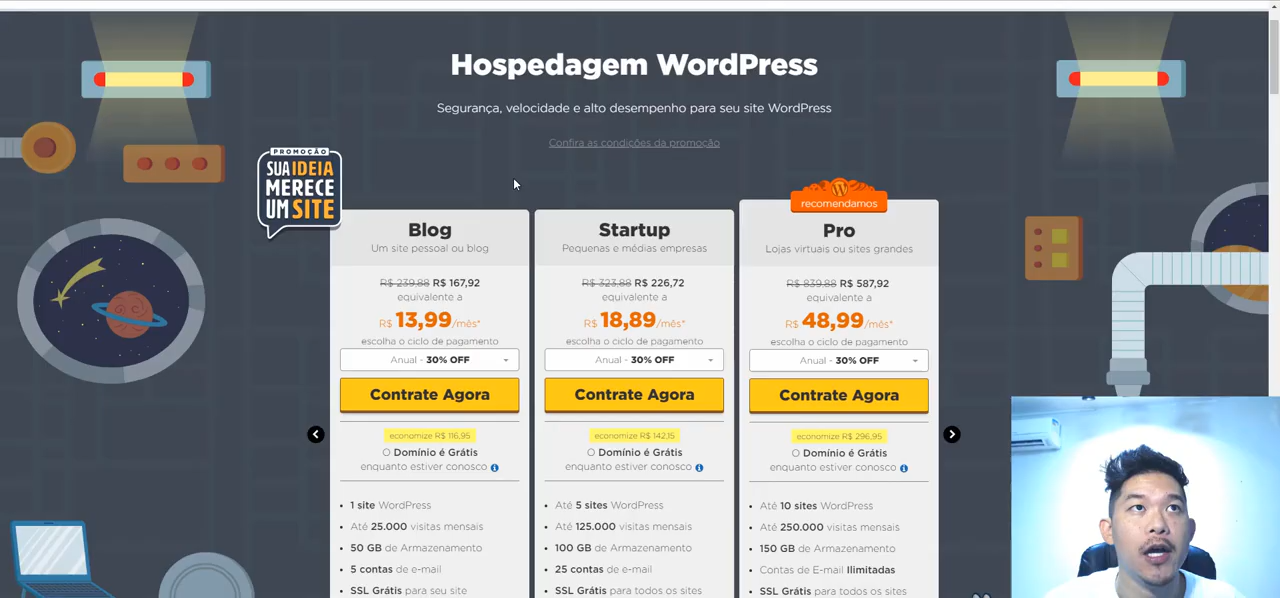 Hospedagem WordPress
Segurança, velocidade e alto desempenho para seu site WordPress
Confira as condições da promoção
PROMOÇÃO
SUA IDEIA
MERECE
UM SITE
Blog
Um site pessoal ou blog
R$ 239,88 R$ 167,92
equivalente a
R$ 13,99/mês*
escolha o ciclo de pagamento
Anual - 30% OFF
Contrate Agora
economize R$ 116,95
Domínio é Grátis
enquanto estiver conosco
1 site WordPress
Até 25.000 visitas mensais
50 GB de Armazenamento
5 contas de e-mail
SSL Grátis para seu site
Startup
Pequenas e médias empresas
R$ 323,88 R$ 226,72
equivalente a
R$ 18,89/mês*
escolha o ciclo de pagamento
Anual - 30% OFF
Contrate Agora
economize R$ 142,15
Domínio é Grátis
enquanto estiver conosco
Até 5 sites WordPress
Até 125.000 visitas mensais
100 GB de Armazenamento
25 contas de e-mail
SSL Grátis para todos os sites
recomendamos
Pro
Lojas virtuais ou sites grandes
R$ 839,88 R$ 587,92
equivalente a
R$ 48,99/mês*
escolha o ciclo de pagamento
Anual - 30% OFF
Contrate Agora
economize R$ 296,95
Domínio é Grátis
enquanto estiver conosco
Até 10 sites WordPress
Até 250.000 visitas mensais
150 GB de Armazenamento
Contas de E-mail Ilimitadas
SSL Grátis para todos os sites